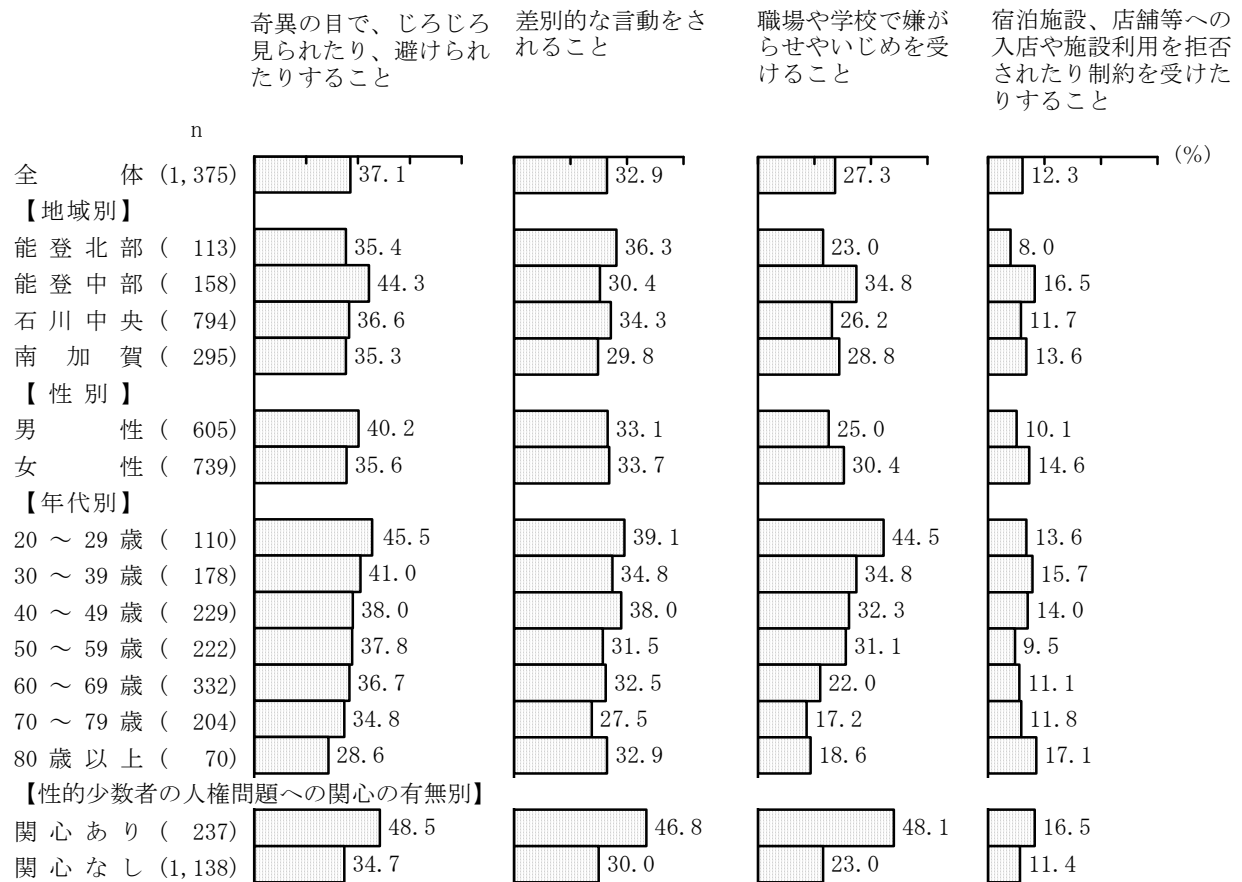 奇異の目で、じろじろ
見られたり、避けられ
たりすること
差別的な言動をさ
れること
職場や学校で嫌が
らせやいじめを受
けること
宿泊施設、店舗等への
入店や施設利用を拒否
されたり制約を受けた
りすること
n
(%)
全体 (1,375) 37.1 32.9 27.3 12.3
【地域別】
能登北部 ( 113) 35.4 36.3 23.0 8.0
能登中部 ( 158) 44.3 30.4 34.8 16.5
石川中央 ( 794) 36.6 34.3 26.2 11.7
南加賀 ( 295) 35.3 29.8 28.8 13.6
【性別】
男性 ( 605) 40.2 33.1 25.0 10.1
女性 ( 739) 35.6 33.7 30.4 14.6
【年代別】
20～29歳 ( 110) 45.5 39.1 44.5 13.6
30～39歳 ( 178) 41.0 34.8 34.8 15.7
40～49歳 ( 229) 38.0 38.0 32.3 14.0
50～59歳 ( 222) 37.8 31.5 31.1 9.5
60～69歳 ( 332) 36.7 32.5 22.0 11.1
70～79歳 ( 204) 34.8 27.5 17.2 11.8
80歳以上 ( 70) 28.6 32.9 18.6 17.1
【性的少数者の人権問題への関心の有無別】
関心あり ( 237) 48.5 46.8 48.1 16.5
関心なし (1,138) 34.7 30.0 23.0 11.4